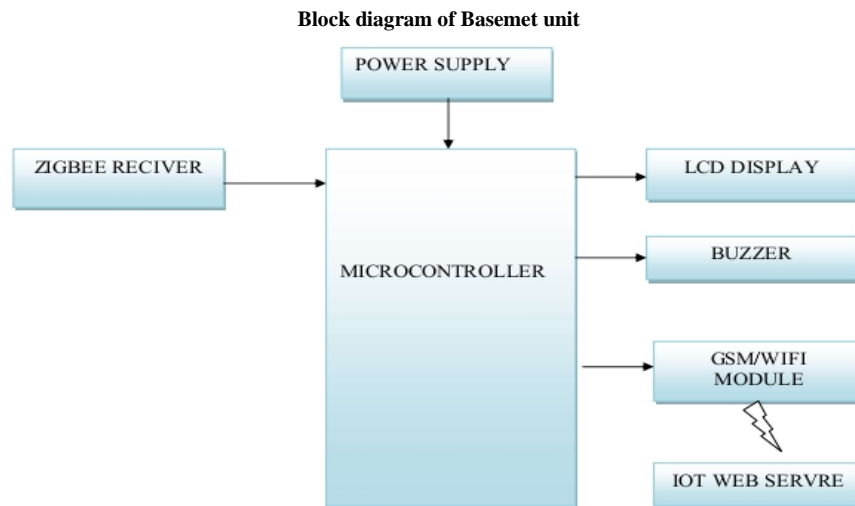 Block diagram of Basemet unit
POWER SUPPLY
ZIGBEE RECIVER
MICROCONTROLLER
LCD DISPLAY
BUZZER
GSM/WIFI
MODULE
IOT WEB SERVRE